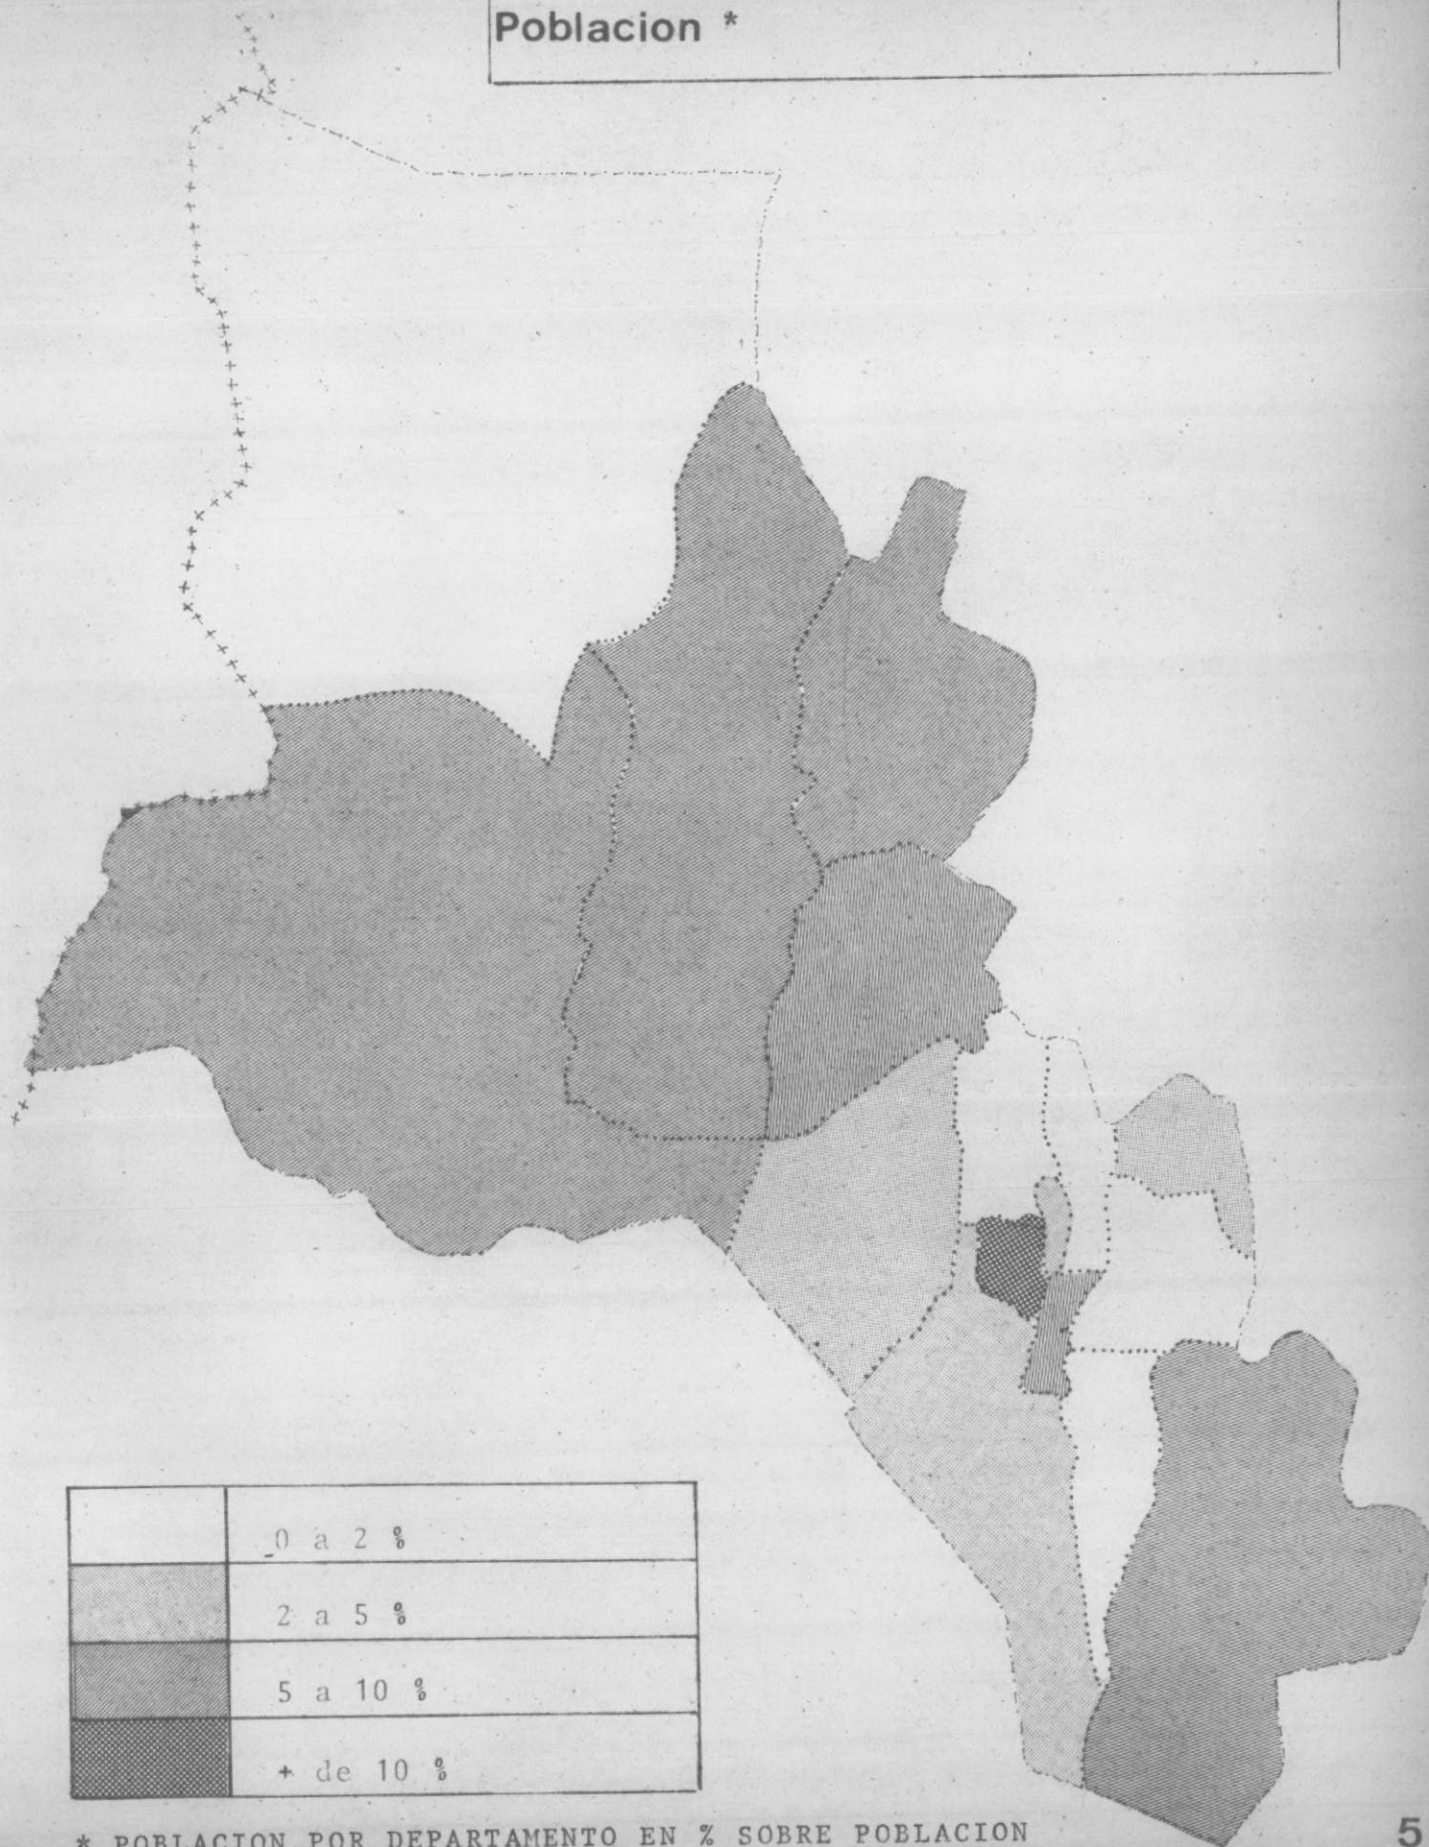 Poblacion *
0 a 2 %
2 a 5 %
5 a 10 %
+ de 10 %
* POBLACION POR DEPARTAMENTO EN % SOBRE POBLACION
5